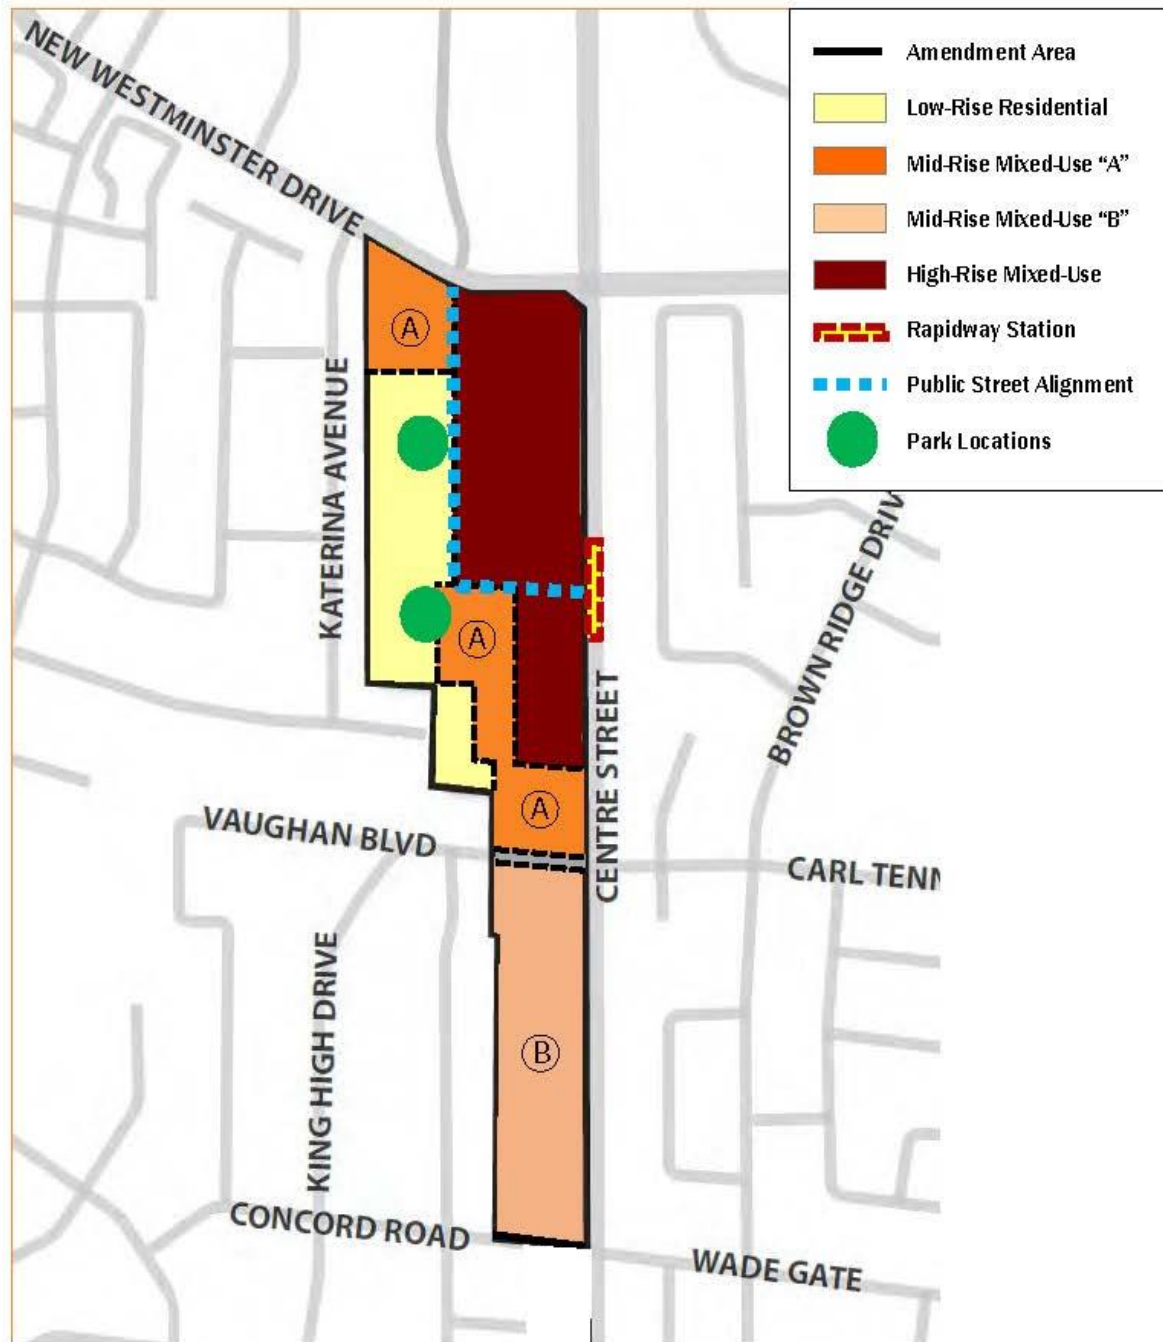 NEW WESTMINSTER DRIVE
Amendment Area
Low-Rise Residential
Mid-Rise Mixed-Use “A”
Mid-Rise Mixed-Use “B”
High-Rise Mixed-Use
Rapidway Station
Public Street Alignment
Park Locations
A
KATERINA AVENUE
A
BROWN RIDGE DRIV
CENTRE STREET
A
VAUGHAN BLVD
CARL TENN
KING HIGH DRIVE
B
CONCORD ROAD
WADE GATE